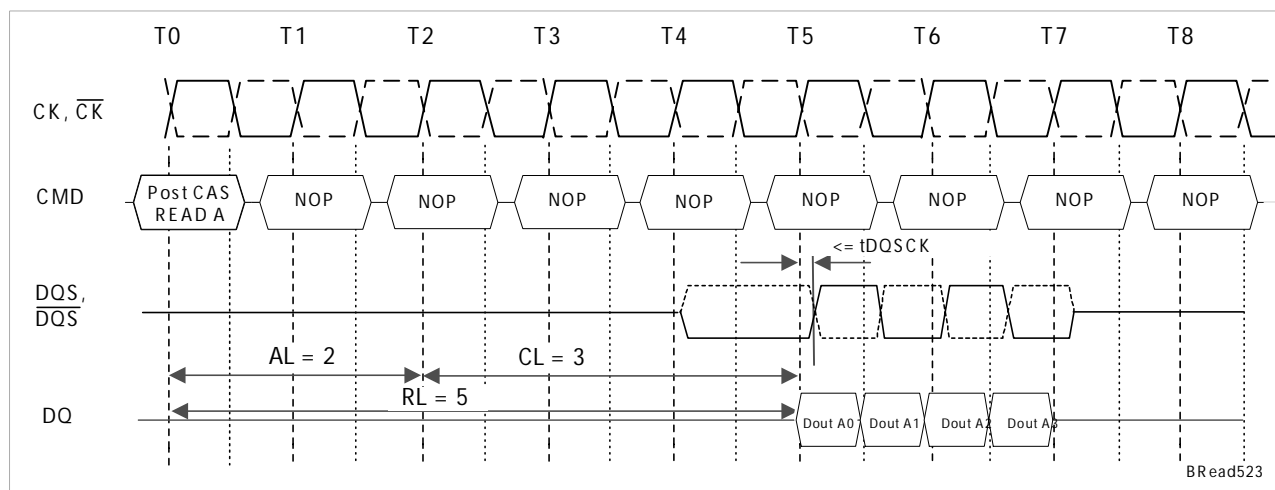 T0 T1 T2 T3 T4 T5 T6 T7 T8
CK, CK
CMD
Post CAS
READ A
NOP NOP NOP NOP NOP NOP NOP NOP
<= tDQSCK
DQS,
DQS
AL = 2
CL = 3
RL = 5
DQ
Dout A0 Dout A1 Dout A2 Dout A3
BRead523